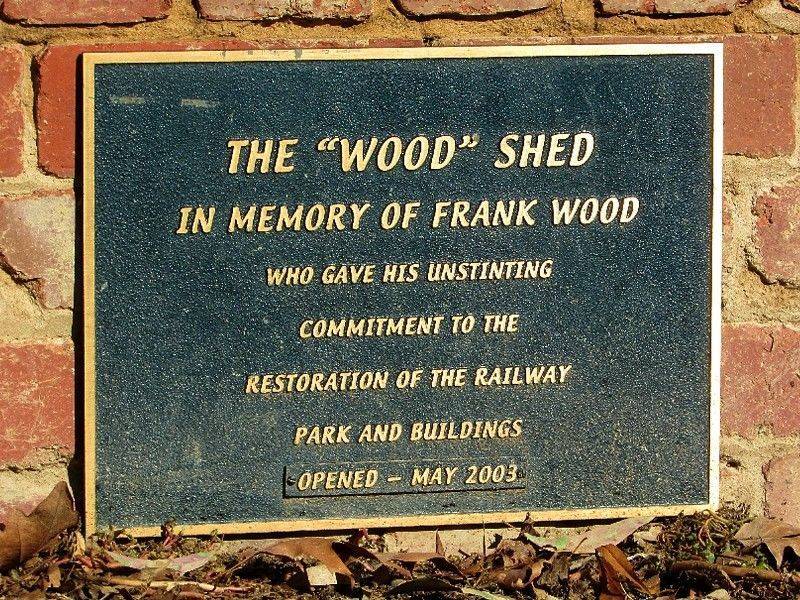 THE “WOOD” SHED
IN MEMORY OF FRANK WOOD
WHO GAVE HIS UNSTINTING
COMMITMENT TO THE
RESTORATION OF THE RAILWAY
PARK AND BUILDINGS
OPENED – MAY 2003